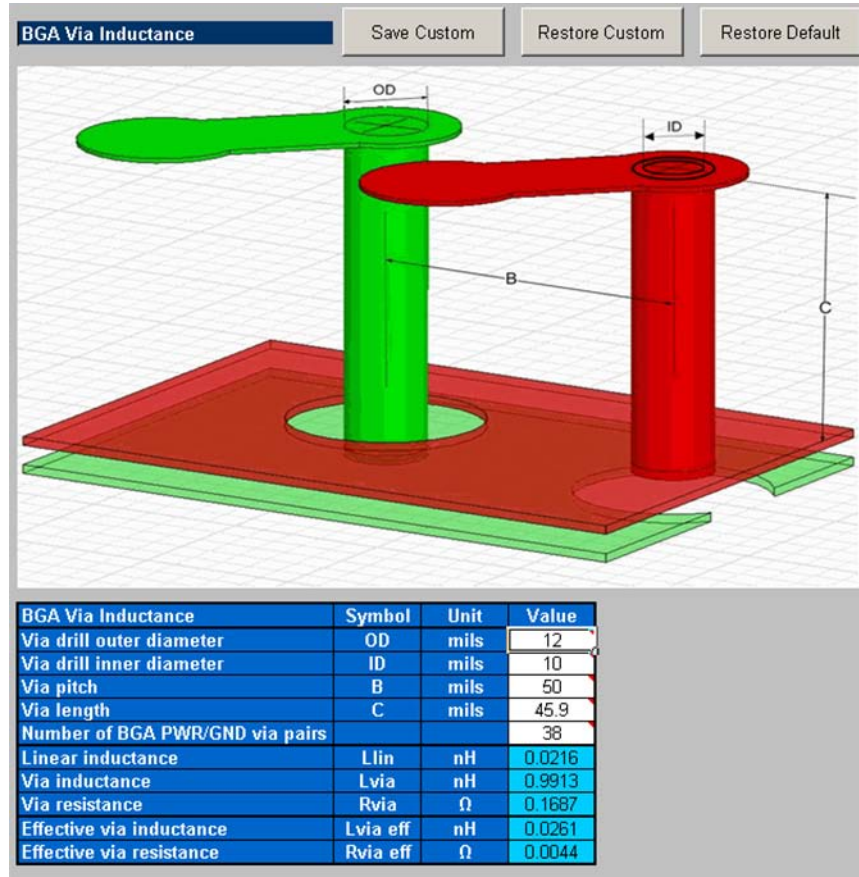 BGA Via Inductance Save Custom Restore Custom Restore Default
OD
ID
B
C
BGA Via Inductance Symbol Unit Value
Via drill outer diameter OD mils 12
Via drill inner diameter ID mils 10
Via pitch B mils 50
Via length C mils 45.9
Number of BGA PWR/GND via pairs 38
Linear inductance Llin nH 0.0216
Via inductance Lvia nH 0.9913
Via resistance Rvia Ω 0.1687
Effective via inductance Lvia eff nH 0.0261
Effective via resistance Rvia eff Ω 0.0044